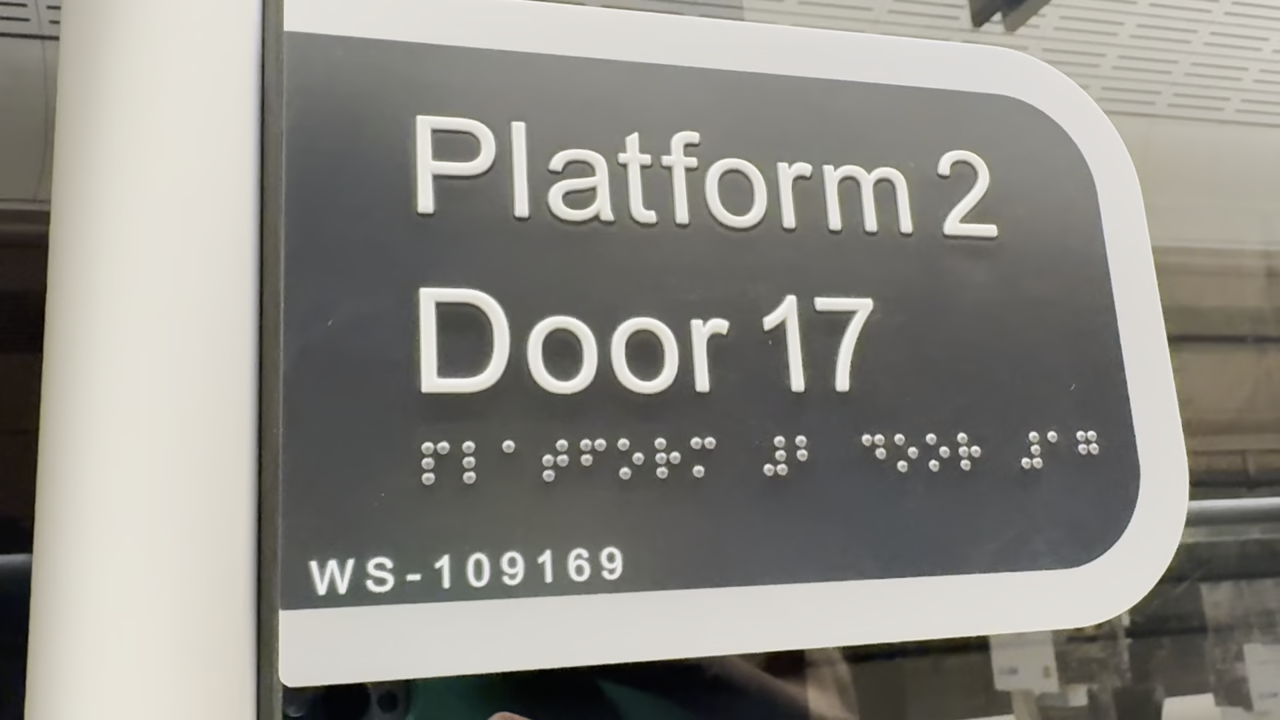 Platform 2
Door 17
⠏⠇⠁⠞⠋⠕⠗⠍ ⠼⠃ ⠙⠕⠕⠗ ⠼⠁⠛
WS-109169